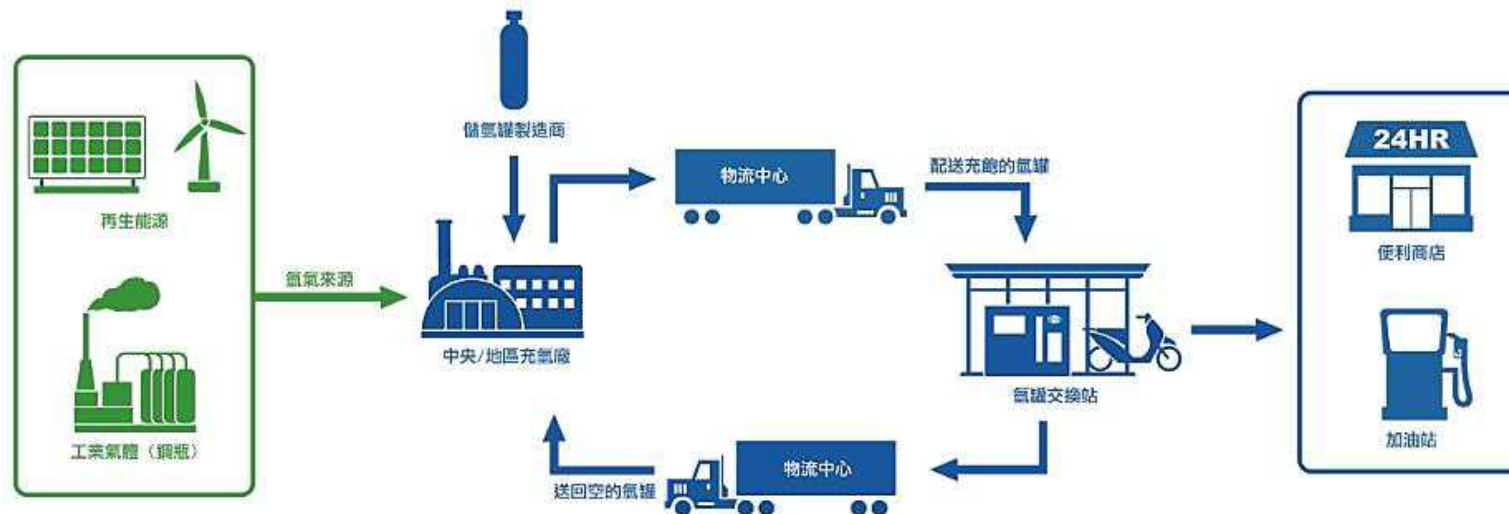 再生能源
工業氣體（鋼瓶）
氫氣來源
儲氫罐製造商
中央/地區充氫廠
物流中心
配送充飽的氫罐
氫罐交換站
物流中心
送回空的氫罐
24HR
便利商店
加油站